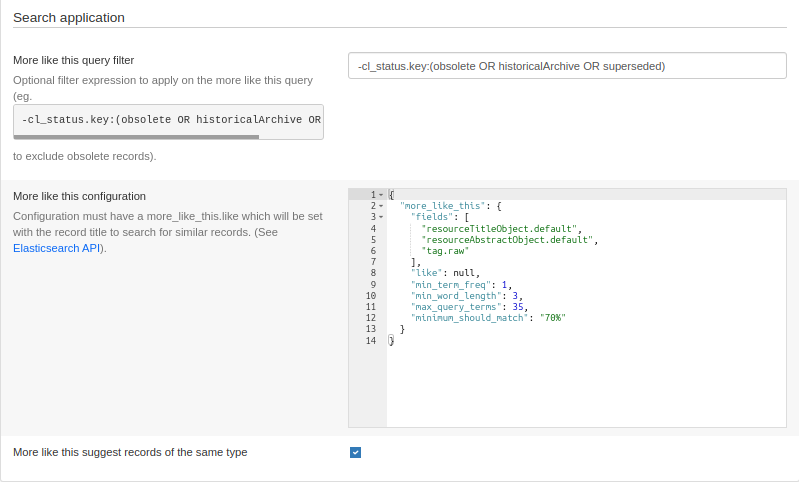 Search application
More like this query filter
Optional filter expression to apply on the more like this query
(eg.
-cl_status.key:(obsolete OR historicalArchive OR
to exclude obsolete records).
-cl_status.key:(obsolete OR historicalArchive OR superseded)
More like this configuration
Configuration must have a more_like_this.like which will be set
with the record title to search for similar records. (See
Elasticsearch API).
1 {
2 "more_like_this": {
3 "fields": [
4 "resourceTitleObject.default",
5 "resourceAbstractObject.default",
6 "tag.raw"
7 ],
8 "like": null,
9 "min_term_freq": 1,
10 "min_word_length": 3,
11 "max_query_terms": 35,
12 "minimum_should_match": "70%"
13 }
14 }
More like this suggest records of the same type